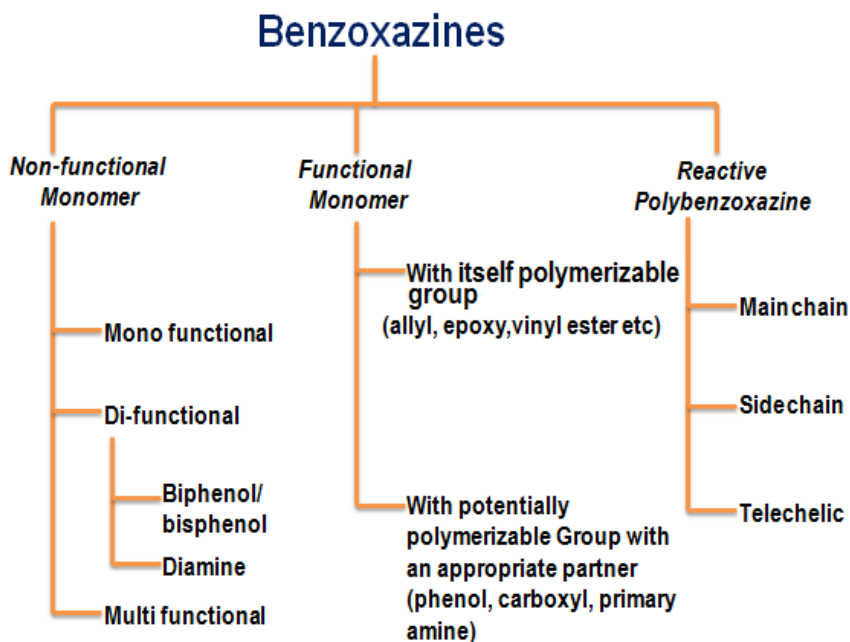 Benzoxazines
Non-functional
Monomer
Mono functional
Di-functional
Biphenol/
bisphenol
Diamine
Multi functional
Functional
Monomer
With itself polymerizable
group
(allyl, epoxy,vinyl ester etc)
With potentially
polymerizable Group with
an appropriate partner
(phenol, carboxyl, primary
amine)
Reactive
Polybenzoxazine
Main chain
Side chain
Telechelic